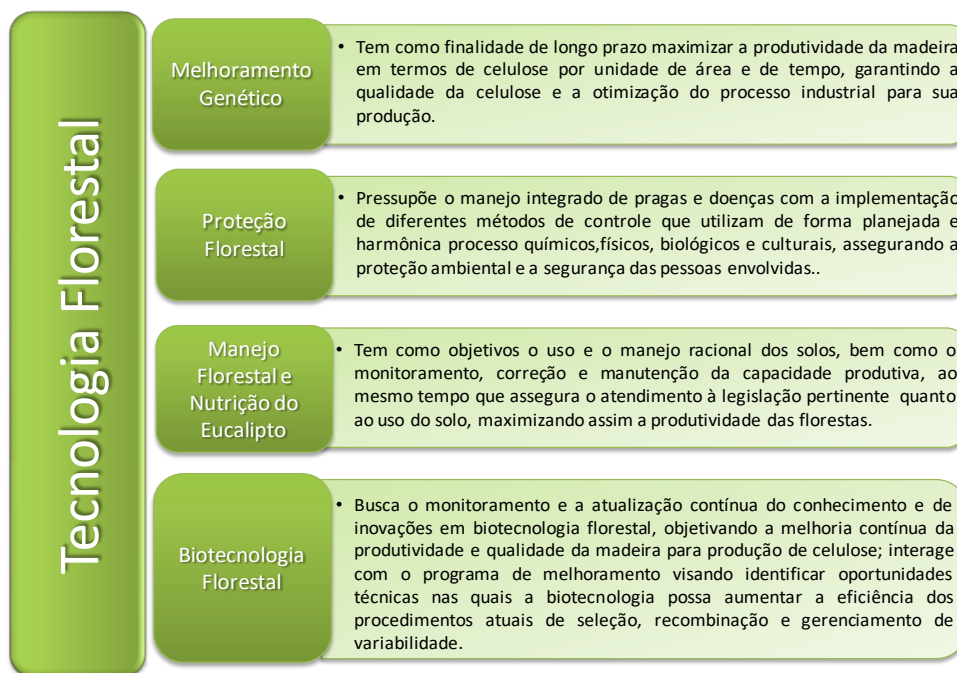 Tecnologia Florestal
Melhoramento
Genético
• Tem como finalidade de longo prazo maximizar a produtividade da madeira
em termos de celulose por unidade de área e de tempo, garantindo a
qualidade da celulose e a otimização do processo industrial para sua
produção.
Proteção
Florestal
• Pressupõe o manejo integrado de pragas e doenças com a implementação
de diferentes métodos de controle que utilizam de forma planejada e
harmônica processo químicos,físicos, biológicos e culturais, assegurando a
proteção ambiental e a segurança das pessoas envolvidas..
Manejo
Florestal e
Nutrição do
Eucalipto
• Tem como objetivos o uso e o manejo racional dos solos, bem como o
monitoramento, correção e manutenção da capacidade produtiva, ao
mesmo tempo que assegura o atendimento à legislação pertinente quanto
ao uso do solo, maximizando assim a produtividade das florestas.
Biotecnologia
Florestal
• Busca o monitoramento e a atualização contínua do conhecimento e de
inovações em biotecnologia florestal, objetivando a melhoria contínua da
produtividade e qualidade da madeira para produção de celulose; interage
com o programa de melhoramento visando identificar oportunidades
técnicas nas quais a biotecnologia possa aumentar a eficiência dos
procedimentos atuais de seleção, recombinação e gerenciamento de
variabilidade.